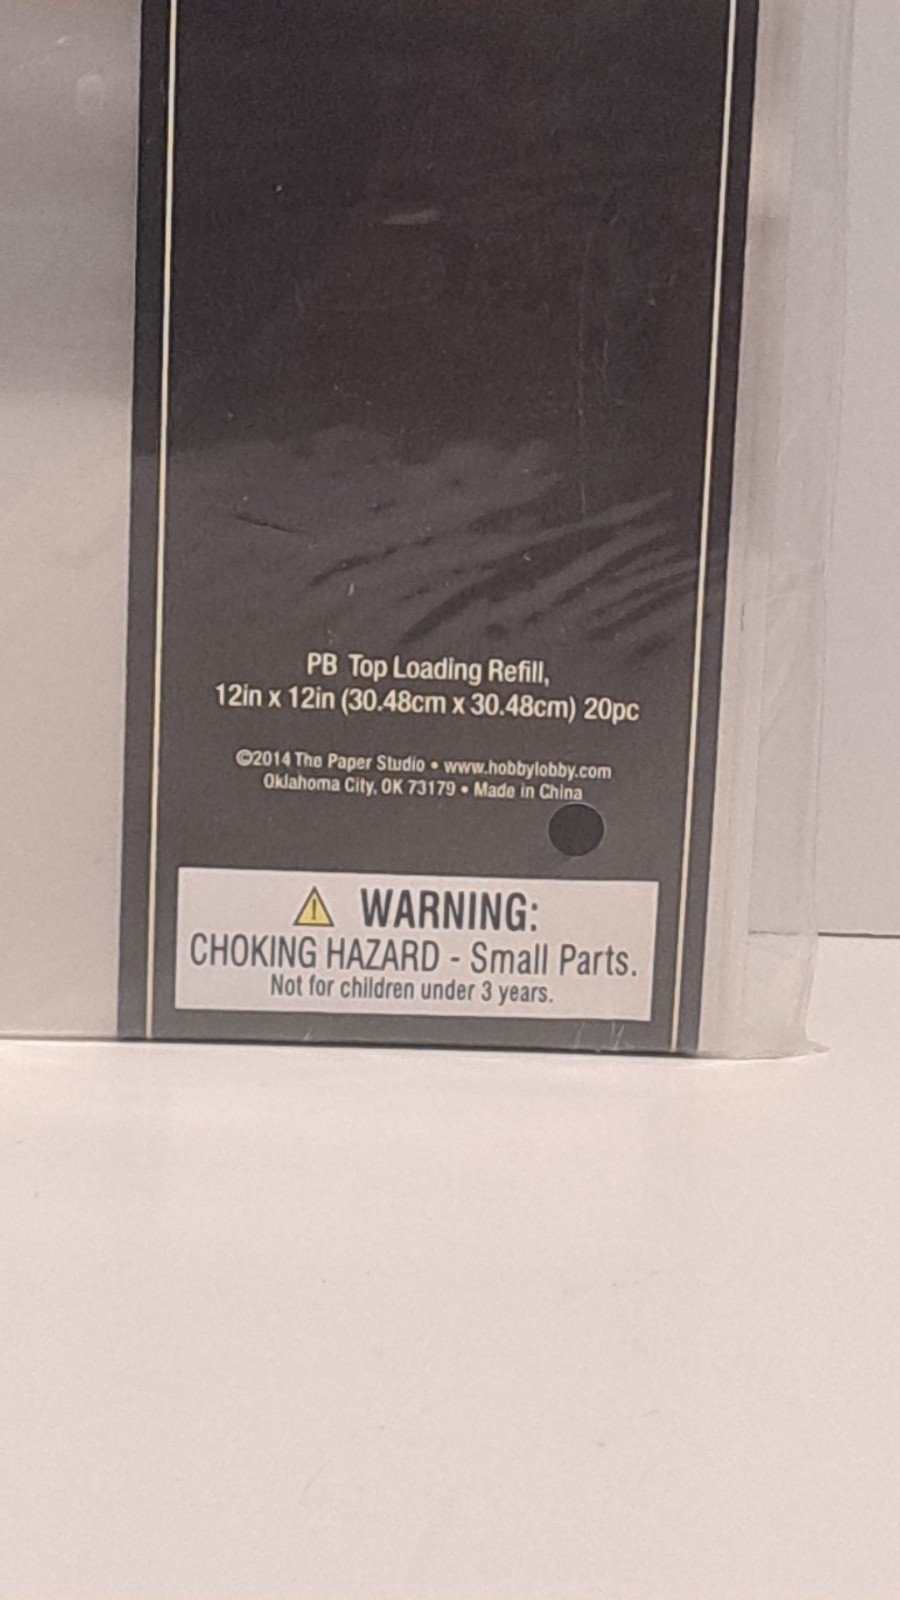 PB Top Loading Refill,
12in x 12in (30.48cm x 30.48cm) 20pc
©2014 The Paper Studio • www.hobbylobby.com
Oklahoma City, OK 73179 • Made in China
WARNING:
CHOKING HAZARD - Small Parts.
Not for children under 3 years.